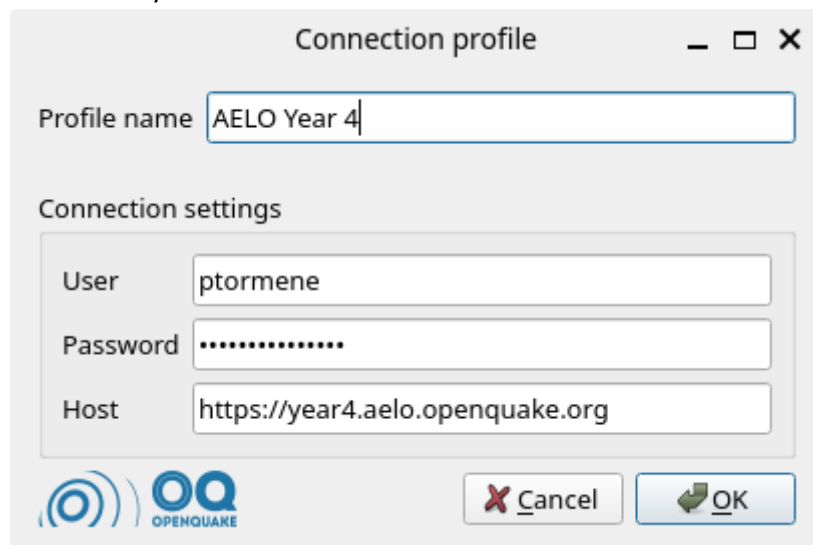 Connection profile
Profile name AELO Year 4
Connection settings
User ptormene
Password •••••••••••••••
Host https://year4.aelo.openquake.org
OQ OPENQUAKE Cancel OK